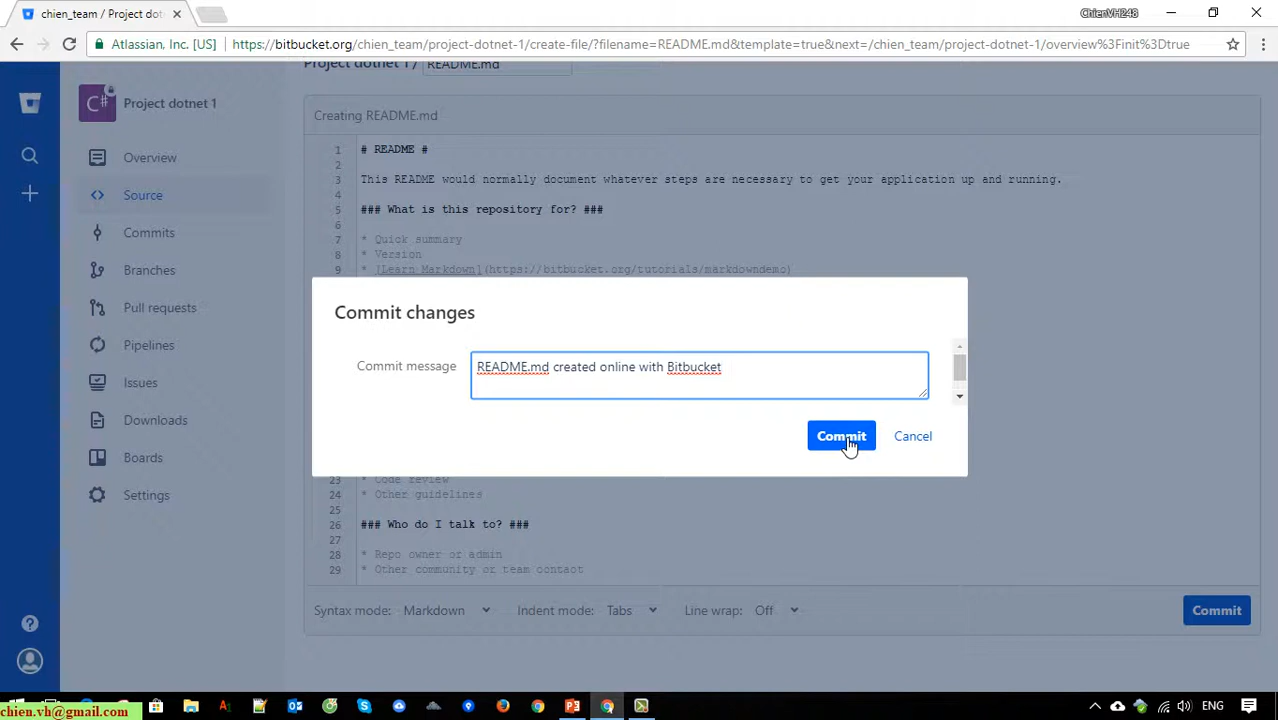 chien_team / Project dot
ChienVH248
Atlassian, Inc. [US]
https://bitbucket.org/chien_team/project-dotnet-1/create-file/?filename=README.md&template=true&next=/chien_team/project-dotnet-1/overview%3Finit%3Dtrue
Project dotnet 1 / README.md
C#
Project dotnet 1
Overview
Source
Commits
Branches
Pull requests
Pipelines
Issues
Downloads
Boards
Settings
Creating README.md
1 # README #
2
3 This README would normally document whatever steps are necessary to get your application up and running.
4
5 ### What is this repository for? ###
6
7 * Quick summary
8 * Version
9 * [Learn Markdown](https://bitbucket.org/tutorials/markdowndemo)
Commit changes
Commit message
README.md created online with Bitbucket
Commit
Cancel
23 * Code review
24 * Other guidelines
25
26 ### Who do I talk to? ###
27
28 * Repo owner or admin
29 * Other community or team contact
Syntax mode: Markdown
Indent mode: Tabs
Line wrap: Off
Commit
chien.vh@gmail.com
ENG